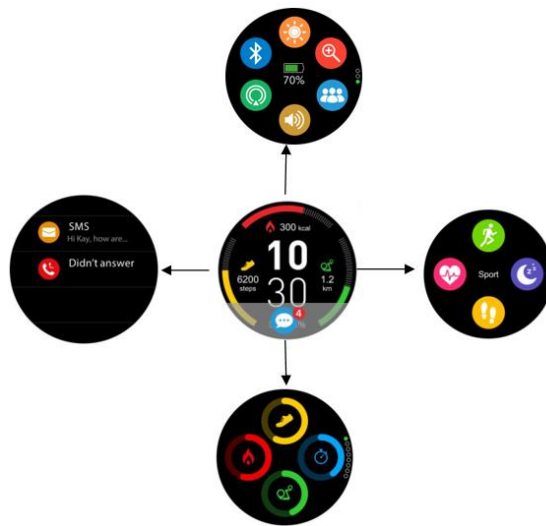 70%
SMS
Hi Kay, how are...
Didn't answer
300 kcal
10
30
6200
steps
1.2
km
4
Sport